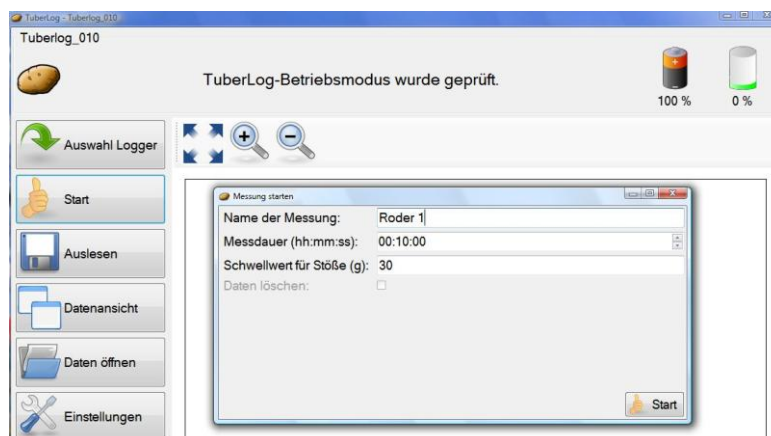 TuberLog - Tuberlog_010
Tuberlog_010
TuberLog-Betriebsmodus wurde geprüft.
100 %
0 %
Auswahl Logger
Start
Auslesen
Datenansicht
Daten öffnen
Einstellungen
Messung starten
Name der Messung: Roder 1
Messdauer (hh:mm:ss): 00:10:00
Schwellwert für Stöße (g): 30
Daten löschen:
Start